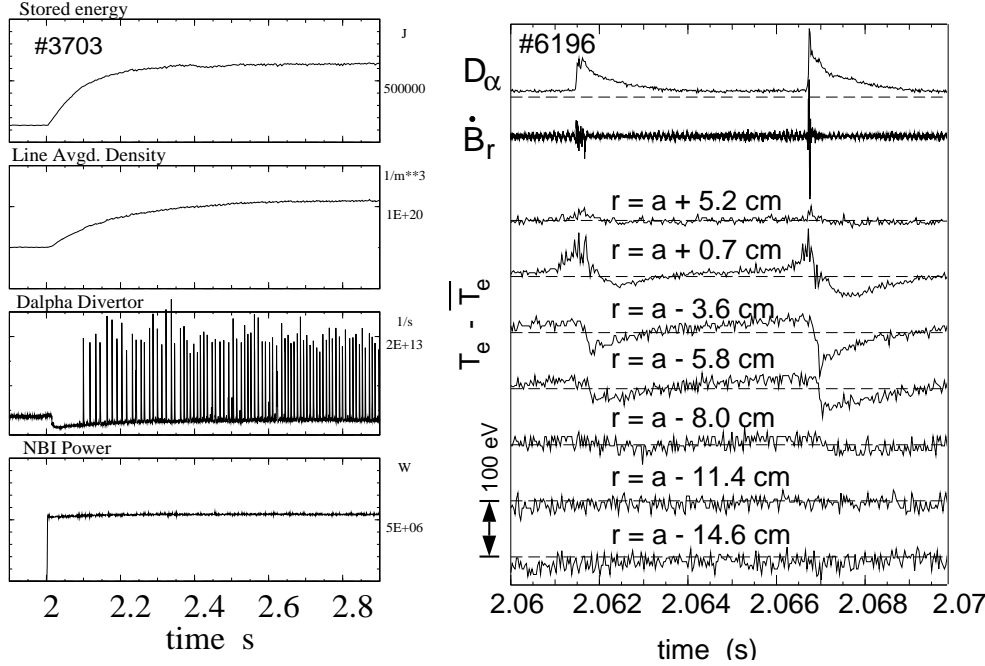 Stored energy
#3703
J
500000
Line Avgd. Density
1/m**3
1E+20
Dalpha Divertor
1/s
2E+13
NBI Power
W
5E+06
2 2.2 2.4 2.6 2.8
time s
#6196
Dα
Ḃr
r = a + 5.2 cm
r = a + 0.7 cm
r = a - 3.6 cm
r = a - 5.8 cm
r = a - 8.0 cm
r = a - 11.4 cm
r = a - 14.6 cm
Te - T̅e̅
100 eV
2.06 2.062 2.064 2.066 2.068 2.07
time (s)